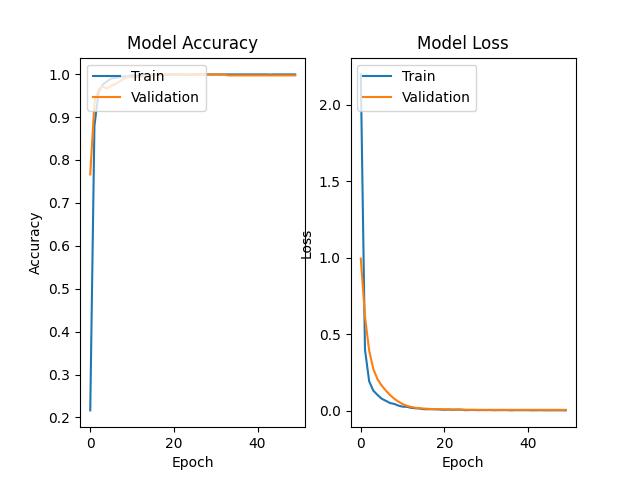 Model Accuracy
Train
Validation
1.0
0.9
0.8
0.7
0.6
0.5
0.4
0.3
0.2
Accuracy
0
20
40
Epoch
Model Loss
Train
Validation
2.0
1.5
1.0
0.5
0.0
Loss
0
20
40
Epoch